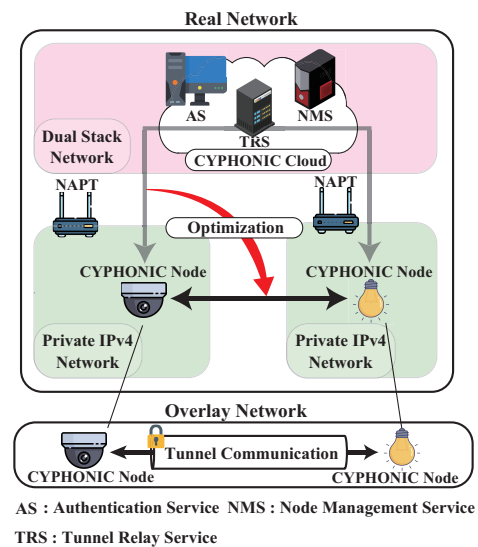 Real Network
AS
NMS
TRS
CYPHONIC Cloud
Dual Stack
Network
NAPT
NAPT
Optimization
CYPHONIC Node
CYPHONIC Node
Private IPv4
Network
Private IPv4
Network
Overlay Network
Tunnel Communication
CYPHONIC Node
CYPHONIC Node
AS : Authentication Service NMS : Node Management Service
TRS : Tunnel Relay Service